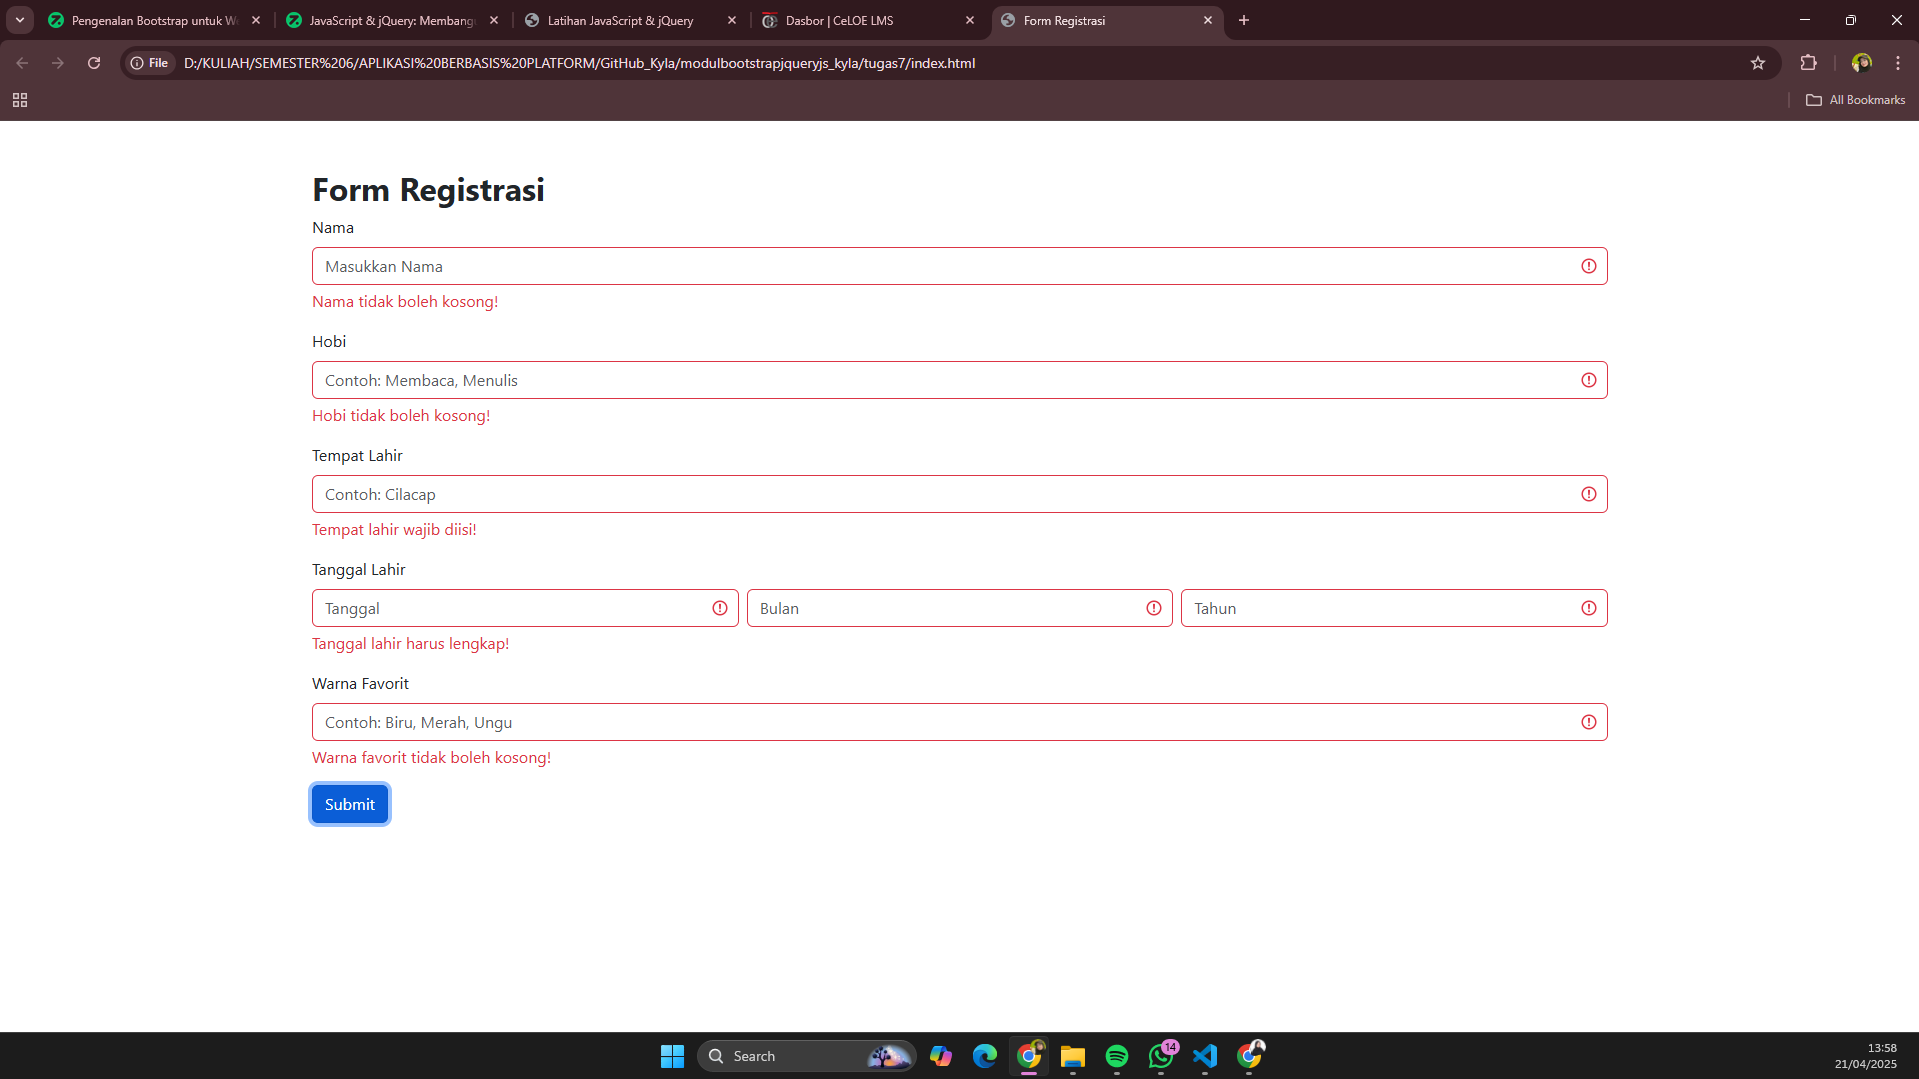 Pengenalan Bootstrap untuk We
JavaScript & jQuery: Membangu
Latihan JavaScript & jQuery
Dasbor | CeLOE LMS
Form Registrasi
File
D:/KULIAH/SEMESTER%206/APLIKASI%20BERBASIS%20PLATFORM/GitHub_Kyla/modulbootstrapjqueryjs_kyla/tugas7/index.html
All Bookmarks
Form Registrasi
Nama
Masukkan Nama
Nama tidak boleh kosong!
Hobi
Contoh: Membaca, Menulis
Hobi tidak boleh kosong!
Tempat Lahir
Contoh: Cilacap
Tempat lahir wajib diisi!
Tanggal Lahir
Tanggal Bulan Tahun
Tanggal lahir harus lengkap!
Warna Favorit
Contoh: Biru, Merah, Ungu
Warna favorit tidak boleh kosong!
Submit
Search
14
13:58
21/04/2025